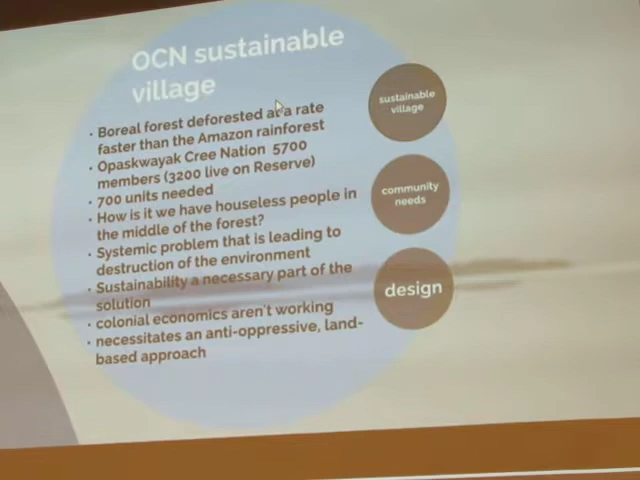 OCN sustainable
village
· Boreal forest deforested at a rate
faster than the Amazon rainforest
· Opaskwayak Cree Nation 5700
members (3200 live on Reserve)
· 700 units needed
· How is it we have houseless people in
the middle of the forest?
· Systemic problem that is leading to
destruction of the environment
· Sustainability a necessary part of the
solution
· colonial economics aren't working
· necessitates an anti-oppressive, land-
based approach
sustainable
village
community
needs
design